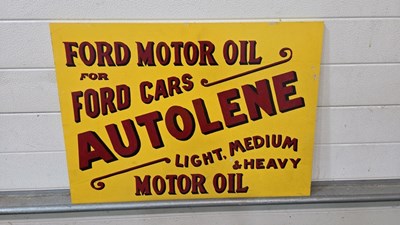 FORD MOTOR OIL
FOR
FORD CARS
AUTOLENE
LIGHT, MEDIUM
& HEAVY
MOTOR OIL